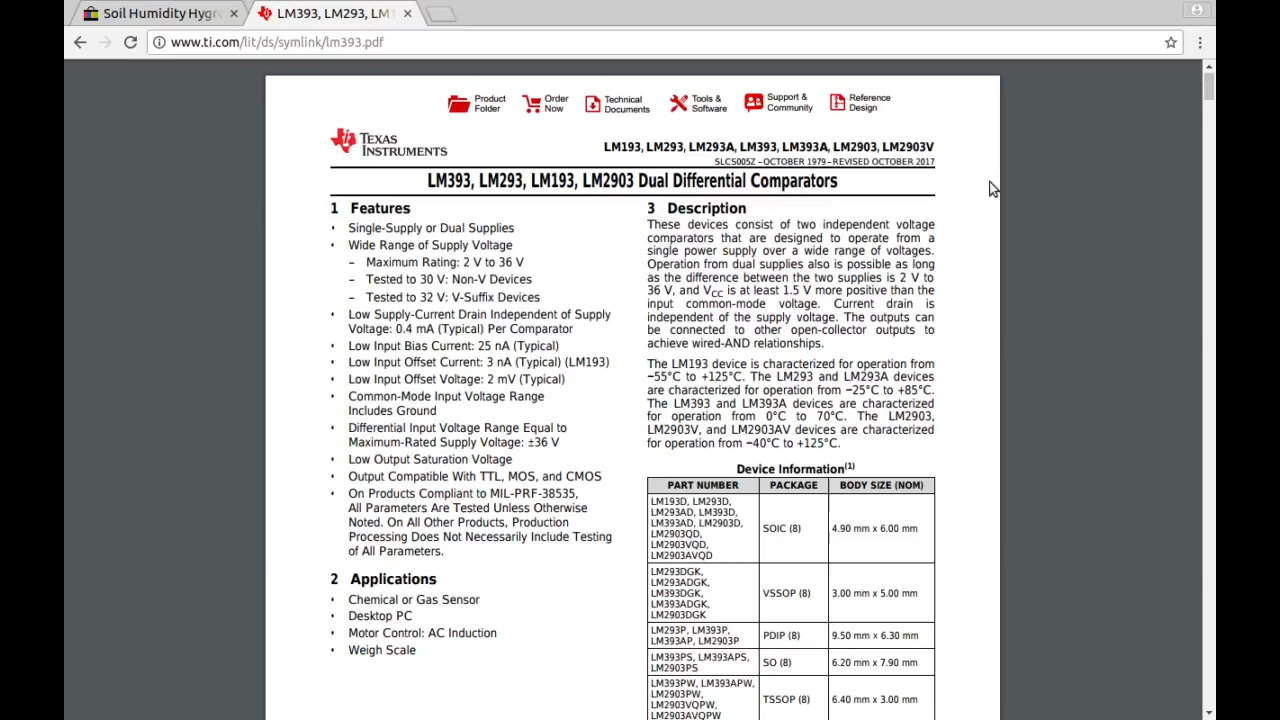 Soil Humidity Hygr
LM393, LM293, LM1
www.ti.com/lit/ds/symlink/lm393.pdf
Product
Folder
Order
Now
Technical
Documents
Tools &
Software
Support &
Community
Reference
Design
TEXAS
INSTRUMENTS
LM193, LM293, LM293A, LM393, LM393A, LM2903, LM2903V
SLCS005Z – OCTOBER 1979 – REVISED OCTOBER 2017
LM393, LM293, LM193, LM2903 Dual Differential Comparators
1 Features
• Single-Supply or Dual Supplies
• Wide Range of Supply Voltage
– Maximum Rating: 2 V to 36 V
– Tested to 30 V: Non-V Devices
– Tested to 32 V: V-Suffix Devices
• Low Supply-Current Drain Independent of Supply
Voltage: 0.4 mA (Typical) Per Comparator
• Low Input Bias Current: 25 nA (Typical)
• Low Input Offset Current: 3 nA (Typical) (LM193)
• Low Input Offset Voltage: 2 mV (Typical)
• Common-Mode Input Voltage Range
Includes Ground
• Differential Input Voltage Range Equal to
Maximum-Rated Supply Voltage: ±36 V
• Low Output Saturation Voltage
• Output Compatible With TTL, MOS, and CMOS
• On Products Compliant to MIL-PRF-38535,
All Parameters Are Tested Unless Otherwise
Noted. On All Other Products, Production
Processing Does Not Necessarily Include Testing
of All Parameters.
2 Applications
• Chemical or Gas Sensor
• Desktop PC
• Motor Control: AC Induction
• Weigh Scale
3 Description
These devices consist of two independent voltage
comparators that are designed to operate from a
single power supply over a wide range of voltages.
Operation from dual supplies also is possible as long
as the difference between the two supplies is 2 V to
36 V, and VCC is at least 1.5 V more positive than the
input common-mode voltage. Current drain is
independent of the supply voltage. The outputs can
be connected to other open-collector outputs to
achieve wired-AND relationships.
The LM193 device is characterized for operation from
−55°C to +125°C. The LM293 and LM293A devices
are characterized for operation from −25°C to +85°C.
The LM393 and LM393A devices are characterized
for operation from 0°C to 70°C. The LM2903,
LM2903V, and LM2903AV devices are characterized
for operation from −40°C to +125°C.
Device Information(1)
PART NUMBER PACKAGE BODY SIZE (NOM)
LM193D, LM293D,
LM293AD, LM393D,
LM393AD, LM2903D,
LM2903QD,
LM2903VQD,
LM2903AVQD
SOIC (8)
4.90 mm x 6.00 mm
LM293DGK,
LM293ADGK,
LM393DGK,
LM393ADGK,
LM2903DGK
VSSOP (8)
3.00 mm x 5.00 mm
LM293P, LM393P,
LM393AP, LM2903P
PDIP (8)
9.50 mm x 6.30 mm
LM393PS, LM393APS,
LM2903PS
SO (8)
6.20 mm x 7.90 mm
LM393PW, LM393APW,
LM2903PW,
LM2903VQPW,
LM2903AVQPW
TSSOP (8)
6.40 mm x 3.00 mm